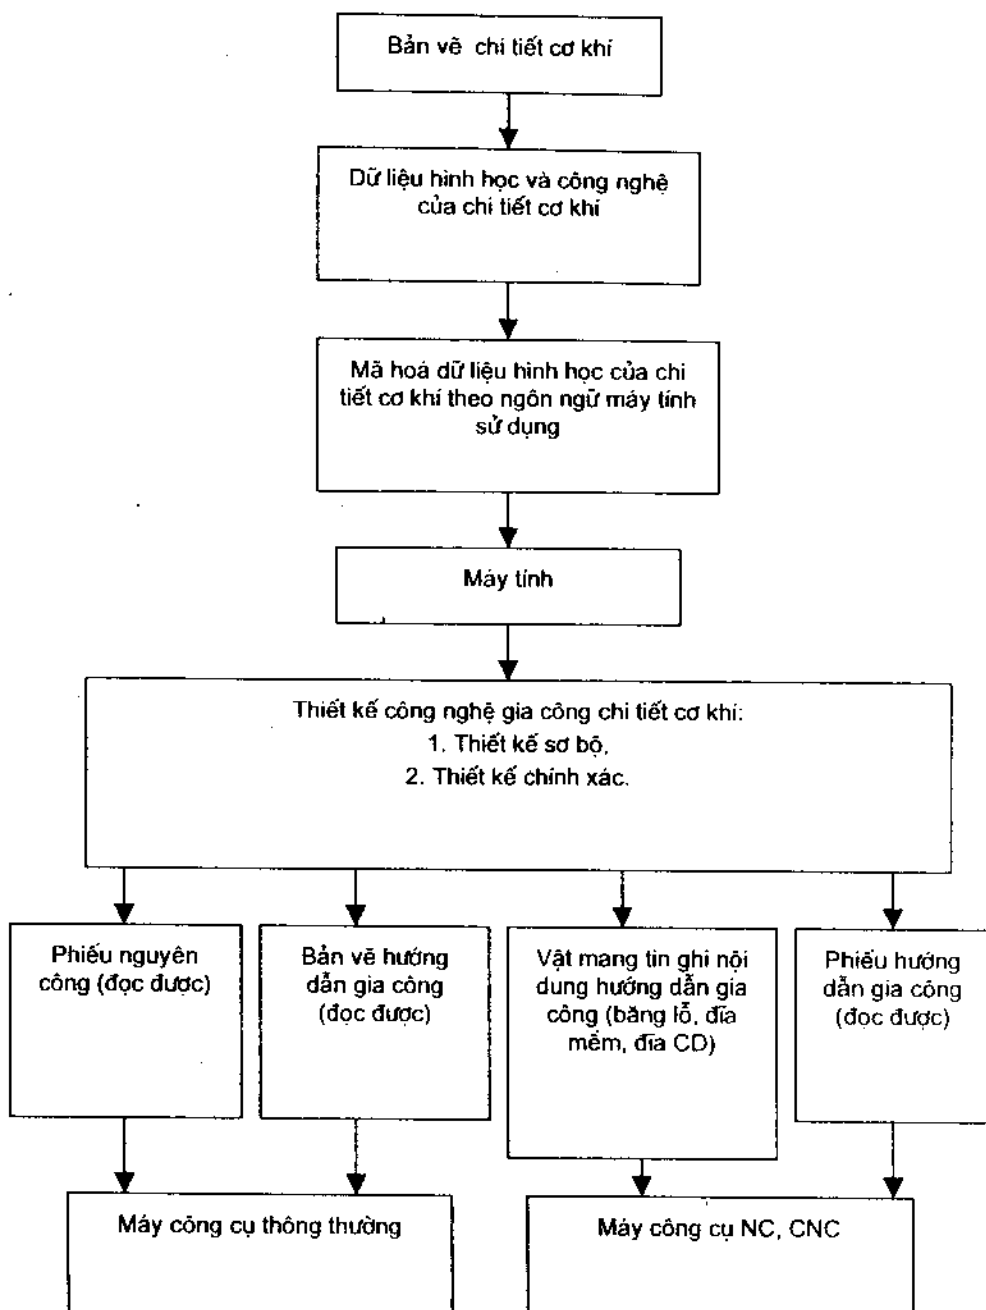 Bản vẽ chi tiết cơ khí
Dữ liệu hình học và công nghệ
của chi tiết cơ khí
Mã hoá dữ liệu hình học của chi
tiết cơ khí theo ngôn ngữ máy tính
sử dụng
Máy tính
Thiết kế công nghệ gia công chi tiết cơ khí:
1. Thiết kế sơ bộ,
2. Thiết kế chính xác.
Phiếu nguyên
công (đọc được)
Bản vẽ hướng
dẫn gia công
(đọc được)
Vật mang tin ghi nội
dung hướng dẫn gia
công (băng lỗ, đĩa
mềm, đĩa CD)
Phiếu hướng
dẫn gia công
(đọc được)
Máy công cụ thông thường
Máy công cụ NC, CNC